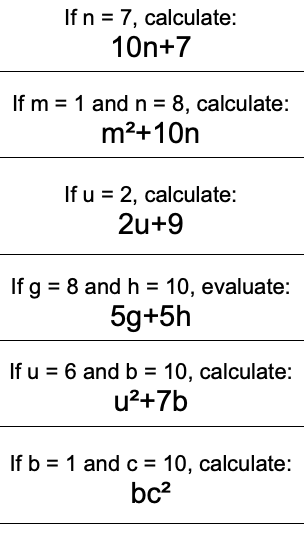 If n = 7, calculate:
10n+7
If m = 1 and n = 8, calculate:
m²+10n
If u = 2, calculate:
2u+9
If g = 8 and h = 10, evaluate:
5g+5h
If u = 6 and b = 10, calculate:
u²+7b
If b = 1 and c = 10, calculate:
bc²